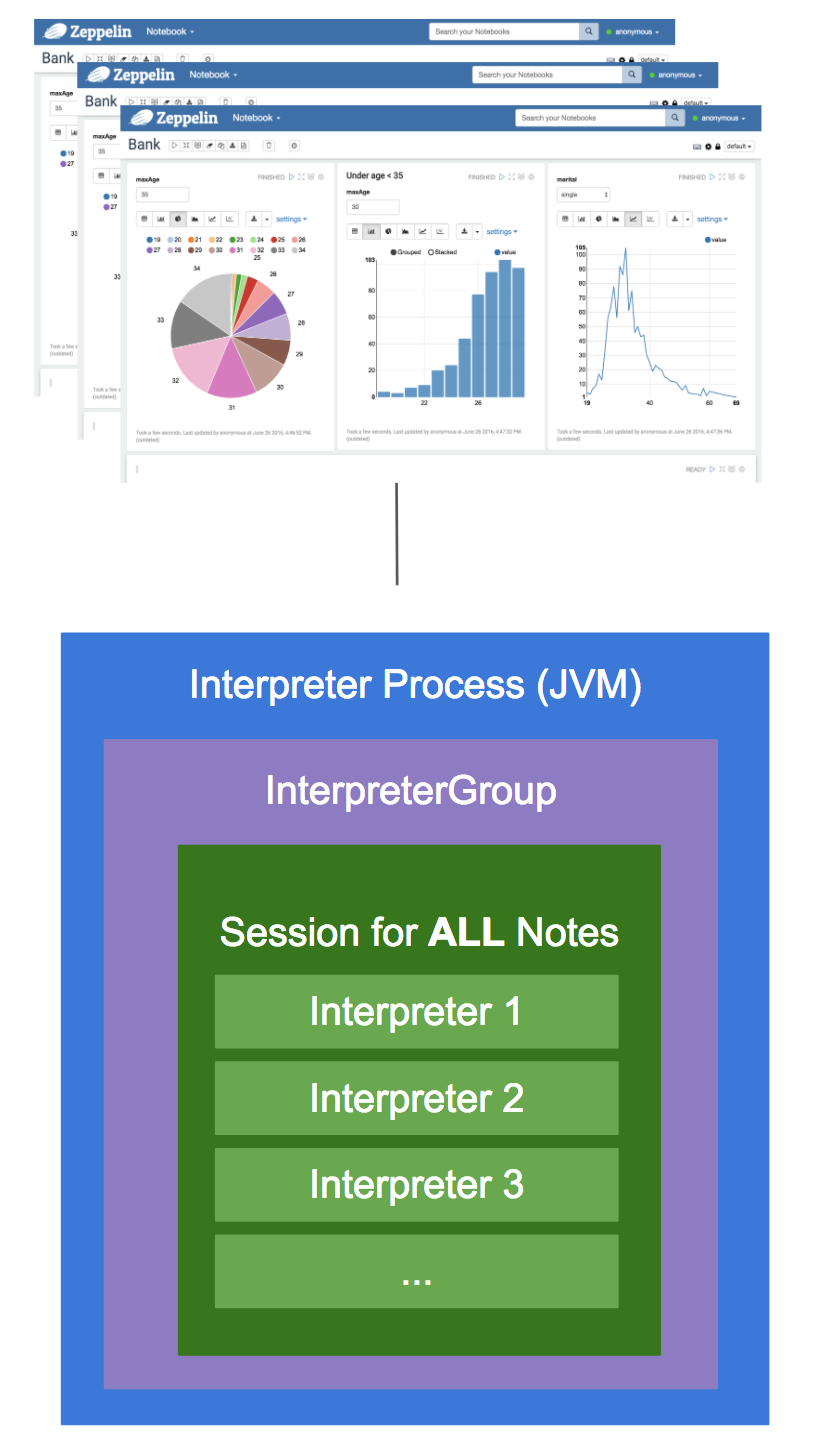 Zeppelin Notebook Search your Notebooks anonymous
Bank default
maxAge
35
19
27
33
Took a few s
(outdated)
Zeppelin Notebook Search your Notebooks anonymous
Bank default
maxAge
35
19
27
33
Took a few s
(outdated)
Zeppelin Notebook Search your Notebooks anonymous
Bank default
maxAge FINISHED
35
settings
19 20 21 22 23 24 25 26
27 28 29 30 31 32 33 34
25
26
27
28
29
30
31
32
33
34
Took a few seconds. Last updated by anonymous at June 26 2016, 4:46:52 PM.
(outdated)
Under age < 35 FINISHED
maxAge
30
settings
Grouped Stacked value
103
80
60
40
20
0
22 26
Took a few seconds. Last updated by anonymous at June 26 2016, 4:47:32 PM.
(outdated)
marital FINISHED
single
settings
value
105
100
90
80
70
60
50
40
30
20
10
1
19 40 60 69
Took a few seconds. Last updated by anonymous at June 26 2016, 4:47:36 PM.
(outdated)
READY
Interpreter Process (JVM)
InterpreterGroup
Session for ALL Notes
Interpreter 1
Interpreter 2
Interpreter 3
...